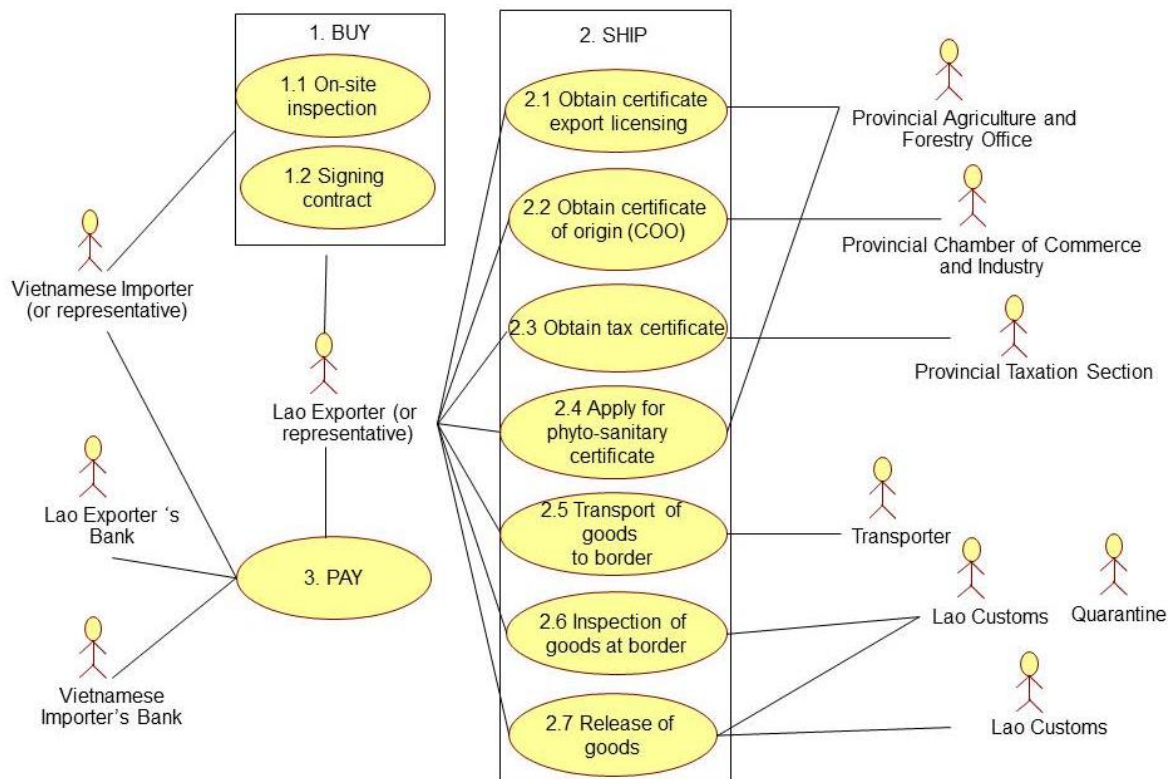 1. BUY
1.1 On-site
inspection
1.2 Signing
contract
Vietnamese Importer
(or representative)
Lao Exporter (or
representative)
Lao Exporter ‘s
Bank
3. PAY
Vietnamese
Importer’s Bank
2. SHIP
2.1 Obtain certificate
export licensing
2.2 Obtain certificate
of origin (COO)
2.3 Obtain tax certificate
2.4 Apply for
phyto-sanitary
certificate
2.5 Transport of
goods
to border
2.6 Inspection of
goods at border
2.7 Release of
goods
Provincial Agriculture and
Forestry Office
Provincial Chamber of Commerce
and Industry
Provincial Taxation Section
Transporter
Lao Customs
Quarantine
Lao Customs